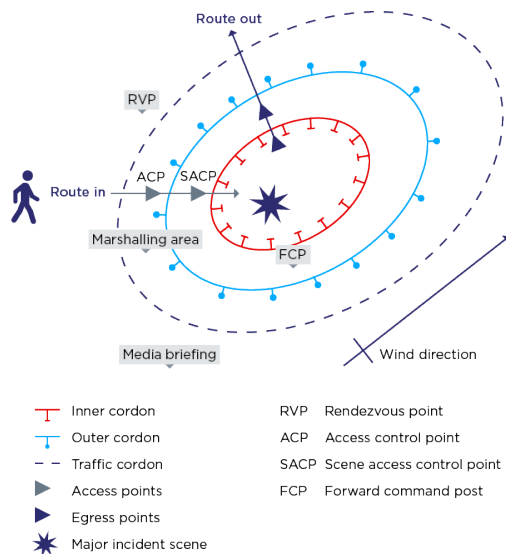 Route out
RVP
ACP
SACP
Route in
Marshalling area
FCP
Media briefing
Wind direction
Inner cordon
Outer cordon
Traffic cordon
Access points
Egress points
Major incident scene
RVP Rendezvous point
ACP Access control point
SACP Scene access control point
FCP Forward command post